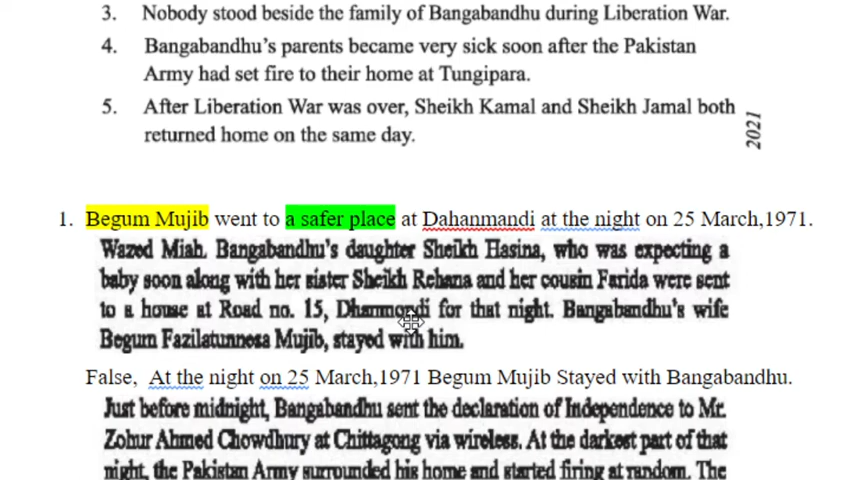 3. Nobody stood beside the family of Bangabandhu during Liberation War.
4. Bangabandhu's parents became very sick soon after the Pakistan
Army had set fire to their home at Tungipara.
5. After Liberation War was over, Sheikh Kamal and Sheikh Jamal both
returned home on the same day.
2021
1. Begum Mujib went to a safer place at Dahanmandi at the night on 25 March,1971.
Wazed Miah. Bangabandhu's daughter Sheikh Hasina, who was expecting a
baby soon along with her sister Sheikh Rehana and her cousin Farida were sent
to a house at Road no. 15, Dhanmondi for that night. Bangabandhu's wife
Begum Fazilatunnesa Mujib, stayed with him.
False, At the night on 25 March,1971 Begum Mujib Stayed with Bangabandhu.
Just before midnight, Bangabandhu sent the declaration of Independence to Mr.
Zohur Ahmed Chowdhury at Chittagong via wireless. At the darkest part of that
night, the Pakistan Army surrounded his home and started firing at random. The